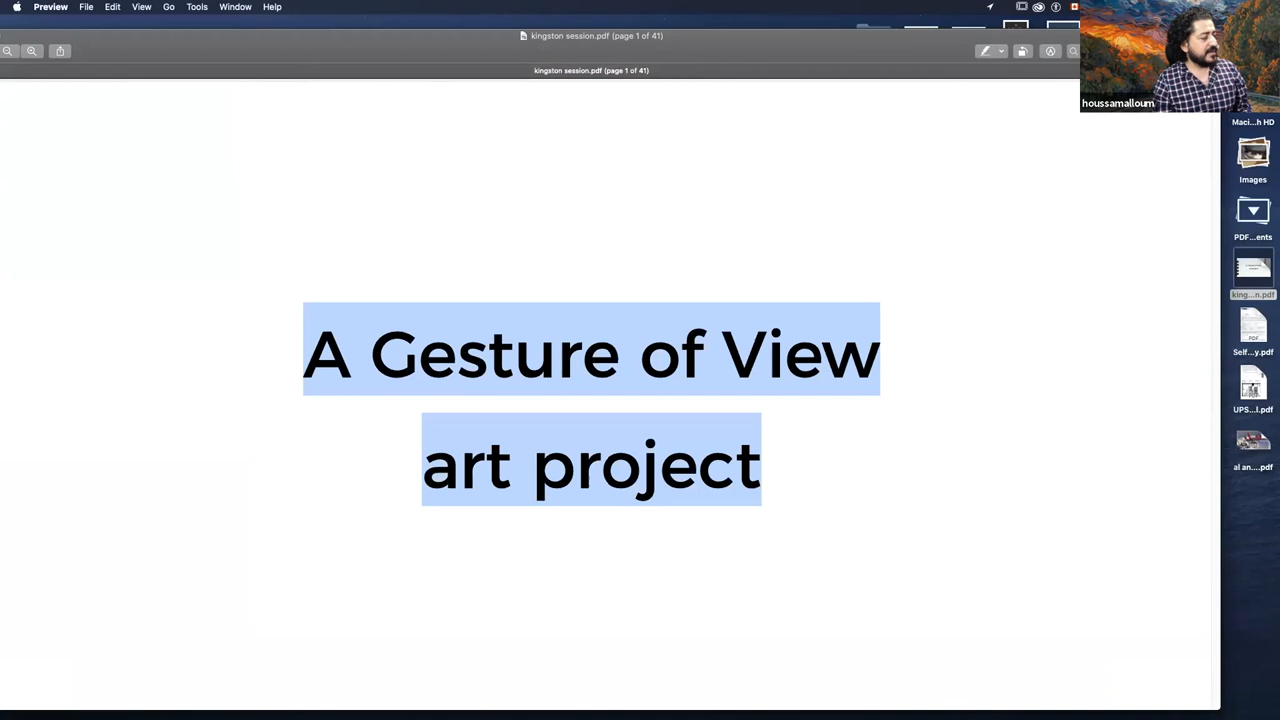 Preview File Edit View Go Tools Window Help
kingston session.pdf (page 1 of 41)
kingston session.pdf (page 1 of 41)
houssamalloum
Maci...h HD
Images
PDF...ents
king...n.pdf
Self...y.pdf
UPS...l.pdf
al an....pdf
A Gesture of View
art project